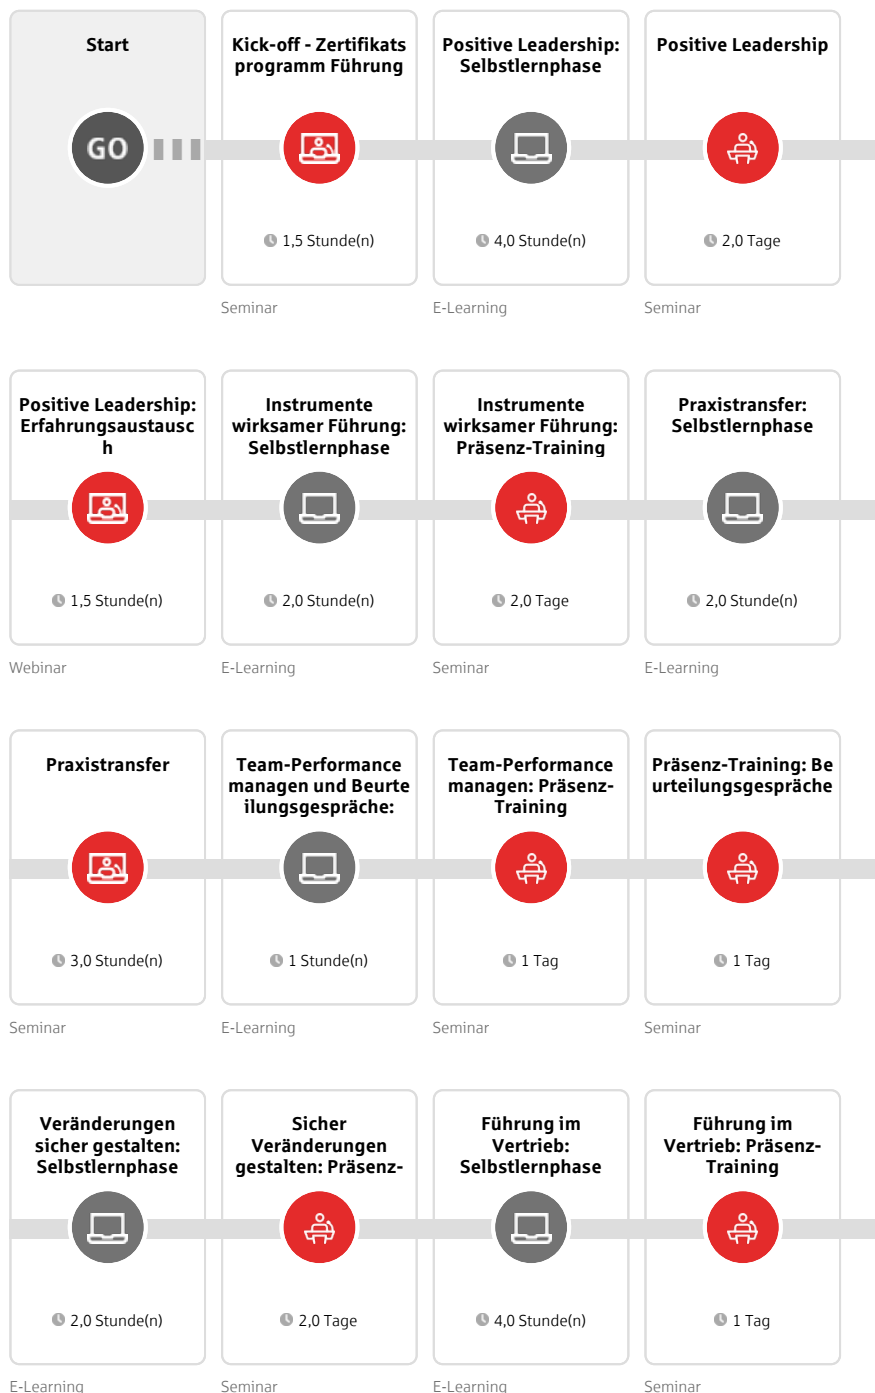 Start
Kick-off - Zertifikats
programm Führung
Positive Leadership:
Selbstlernphase
Positive Leadership
GO
1,5 Stunde(n)
4,0 Stunde(n)
2,0 Tage
Seminar
E-Learning
Seminar
Positive Leadership:
Erfahrungsaustausc
h
Instrumente
wirksamer Führung:
Selbstlernphase
Instrumente
wirksamer Führung:
Präsenz-Training
Praxistransfer:
Selbstlernphase
1,5 Stunde(n)
2,0 Stunde(n)
2,0 Tage
2,0 Stunde(n)
Webinar
E-Learning
Seminar
E-Learning
Praxistransfer
Team-Performance
managen und Beurte
ilungsgespräche:
Team-Performance
managen: Präsenz-
Training
Präsenz-Training: Be
urteilungsgespräche
3,0 Stunde(n)
1 Stunde(n)
1 Tag
1 Tag
Seminar
E-Learning
Seminar
Seminar
Veränderungen
sicher gestalten:
Selbstlernphase
Sicher
Veränderungen
gestalten: Präsenz-
Führung im
Vertrieb:
Selbstlernphase
Führung im
Vertrieb: Präsenz-
Training
2,0 Stunde(n)
2,0 Tage
4,0 Stunde(n)
1 Tag
E-Learning
Seminar
E-Learning
Seminar